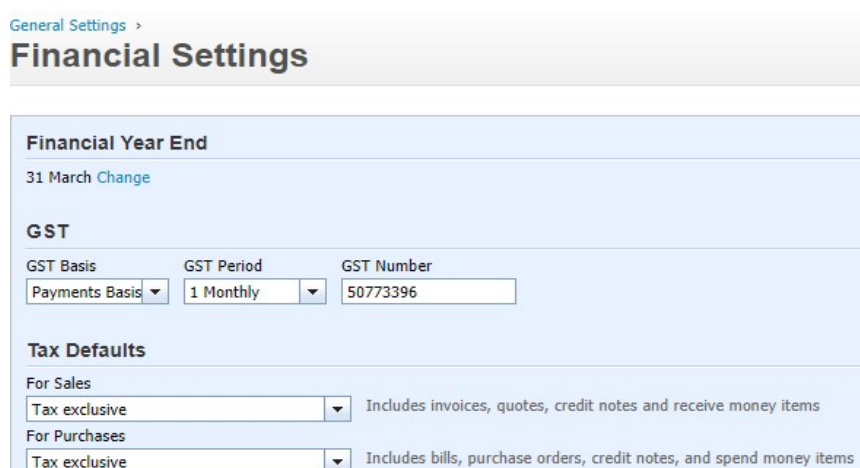 General Settings ›
Financial Settings
Financial Year End
31 March Change
GST
GST Basis GST Period GST Number
Payments Basis 1 Monthly 50773396
Tax Defaults
For Sales
Tax exclusive Includes invoices, quotes, credit notes and receive money items
For Purchases
Tax exclusive Includes bills, purchase orders, credit notes, and spend money items